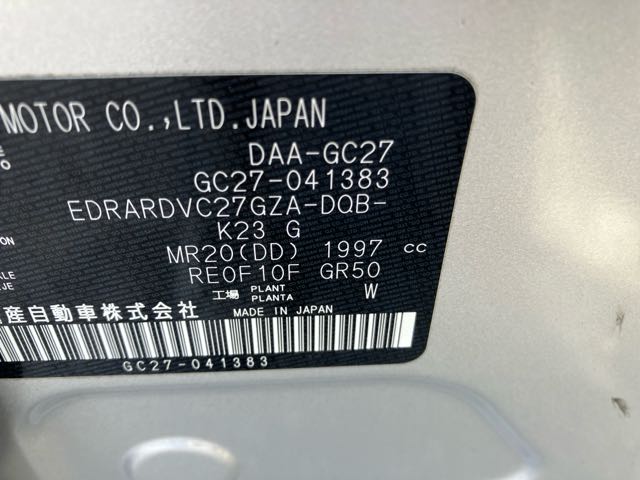 MOTOR CO.,LTD.JAPAN
DAA-GC27
GC27-041383
EDRARDVC27GZA-DQB-
K23 G
MR20(DD) 1997 cc
RE0F10F GR50
工場 PLANT PLANTA W
産自動車株式会社 MADE IN JAPAN
GC27-041383